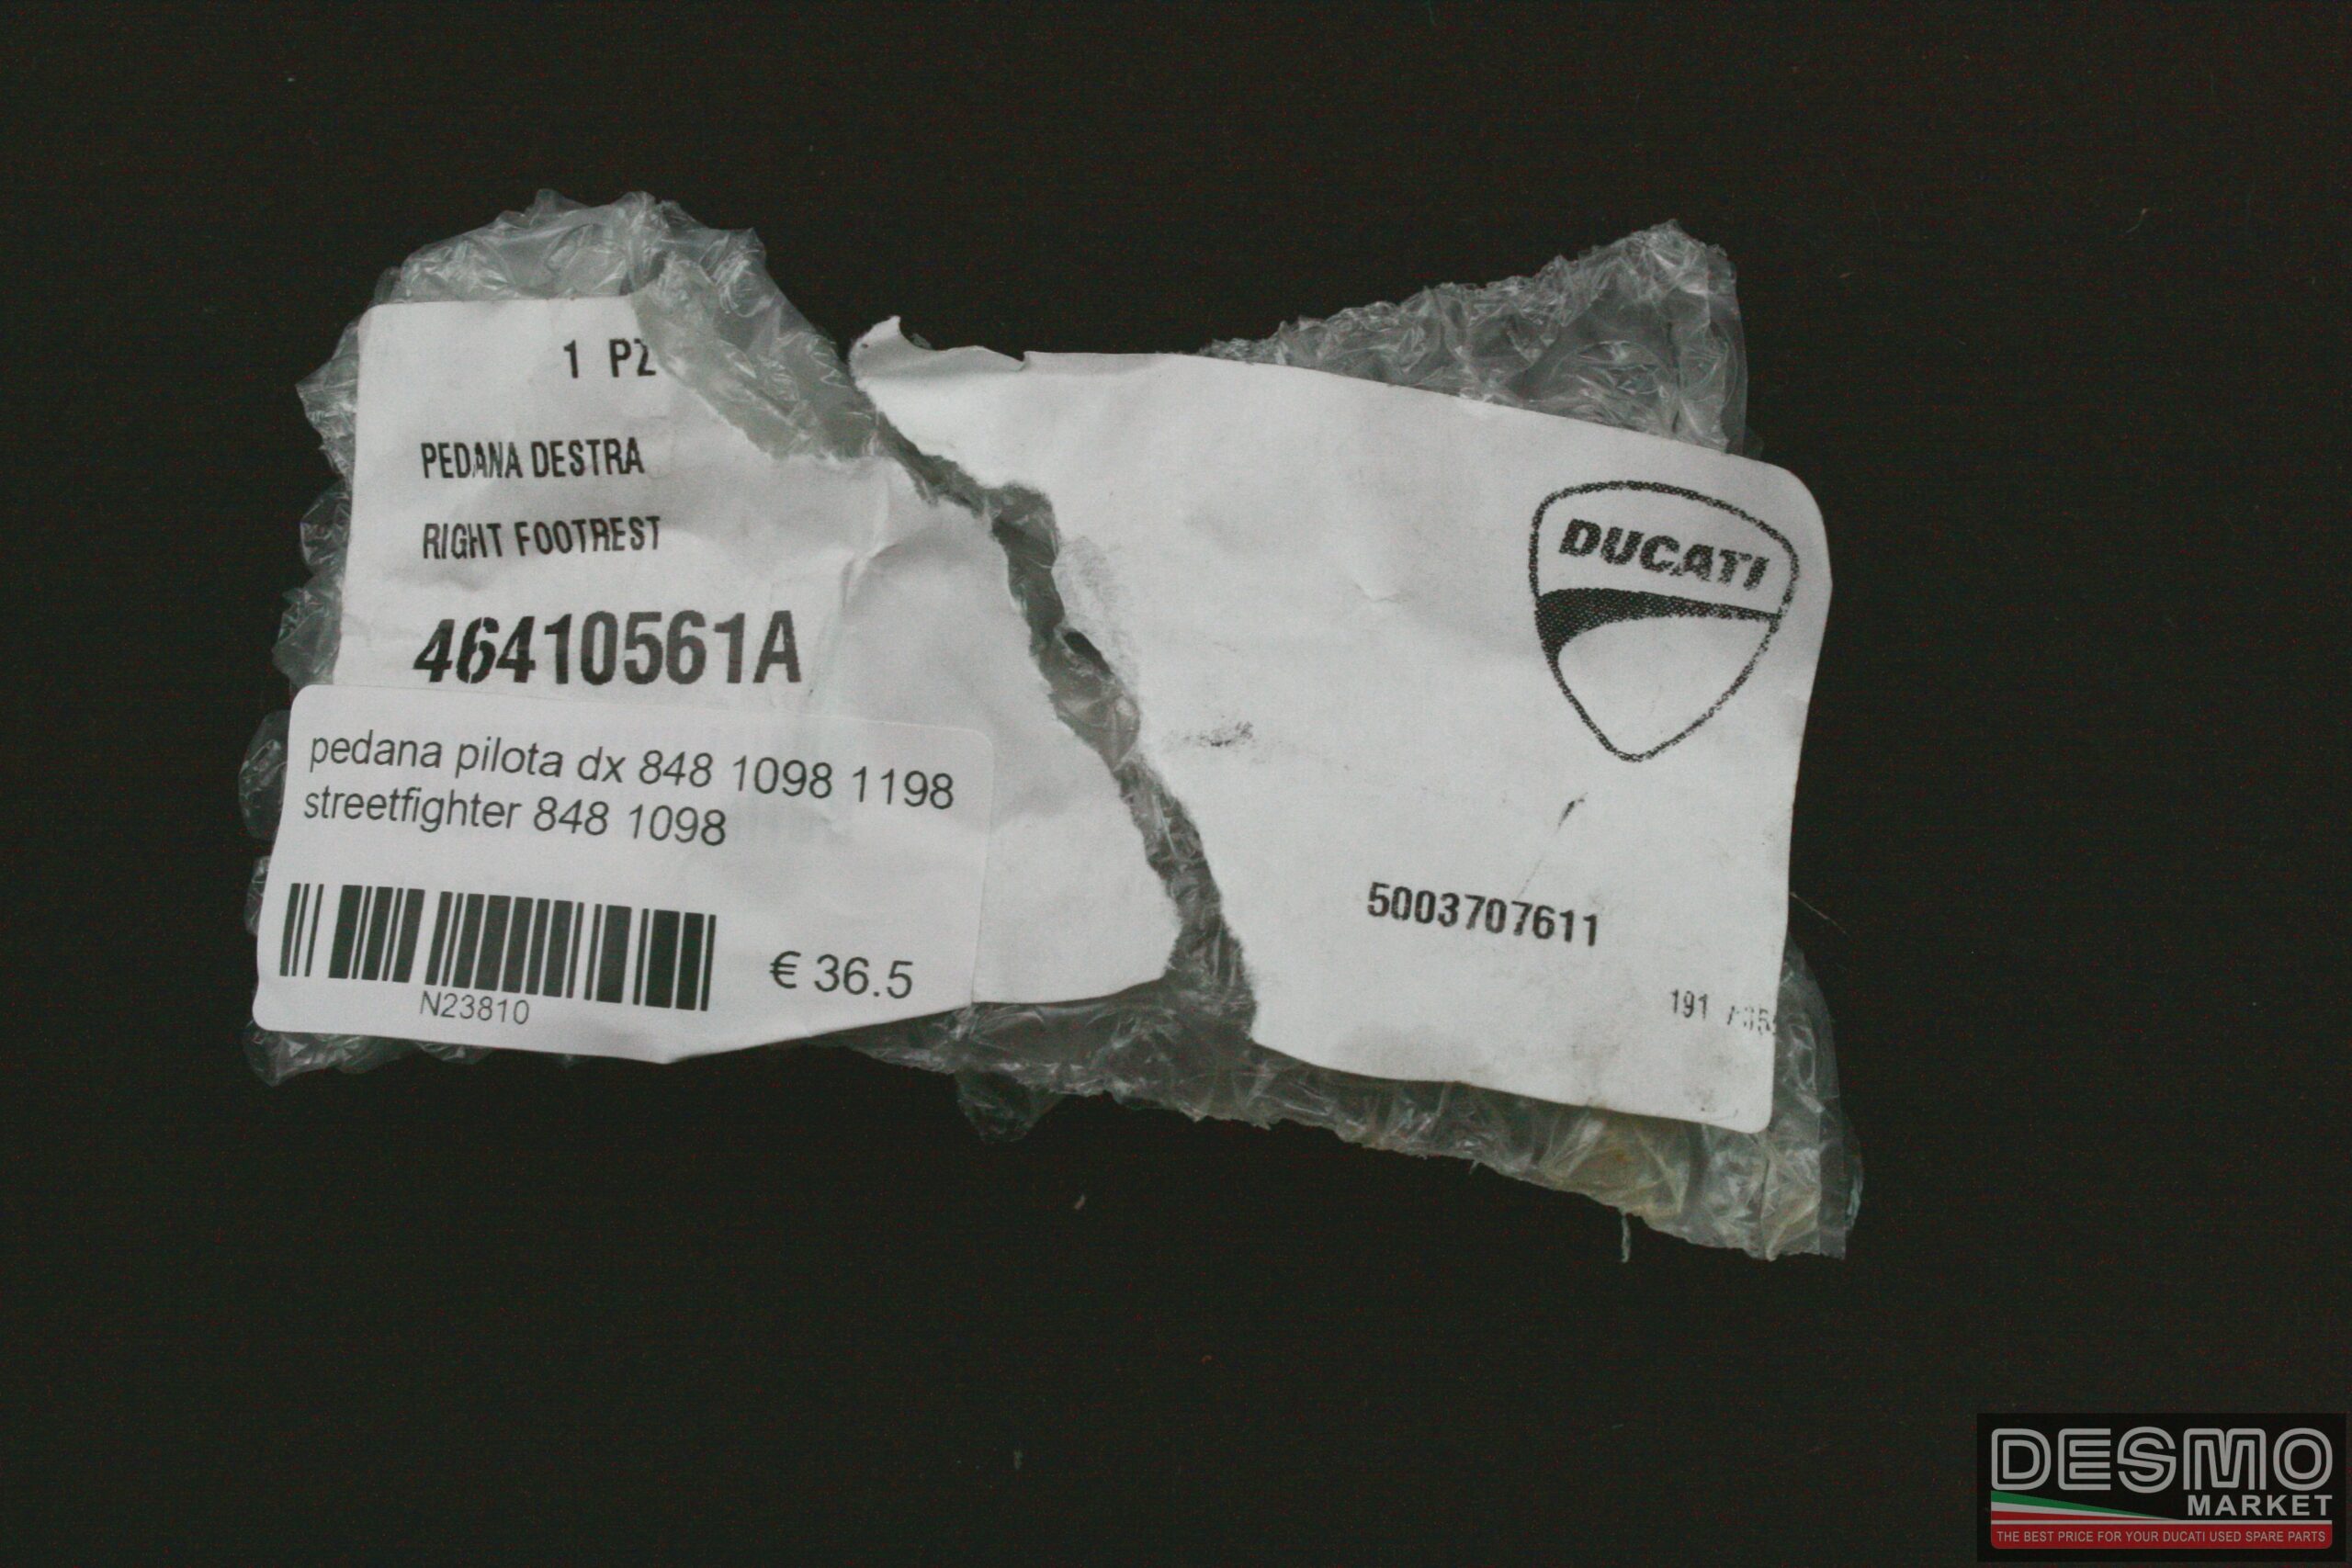 1 PZ
PEDANA DESTRA
RIGHT FOOTREST
46410561A
pedana pilota dx 848 1098 1198
streetfighter 848 1098
N23810
€ 36.5
DUCATI
5003707611
191
DESMO
MARKET
THE BEST PRICE FOR YOUR DUCATI USED SPARE PARTS